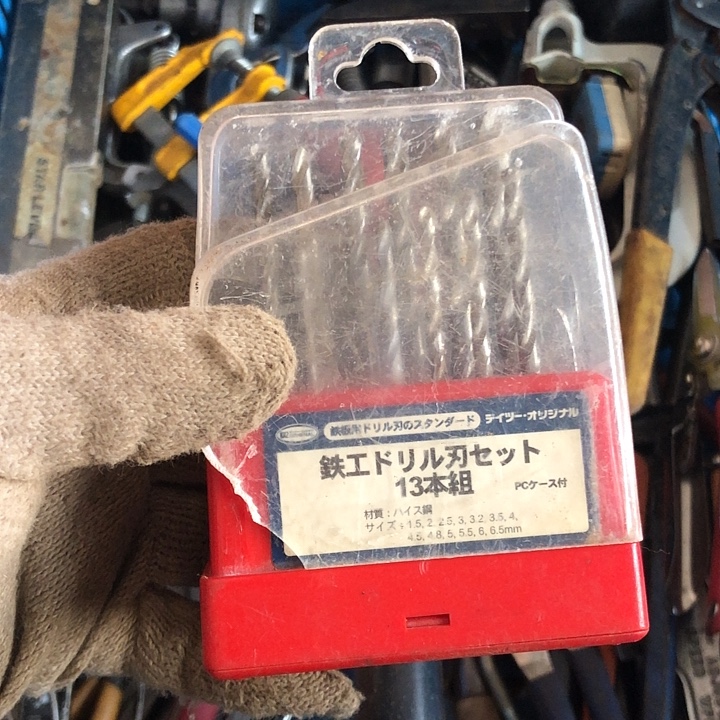 鉄板用ドリル刃のスタンダード デイツー・オリジナル
鉄工ドリル刃セット
13本組 PCケース付
材質：ハイス鋼
サイズ：1.5, 2, 2.5, 3, 3.2, 3.5, 4,
4.5, 4.8, 5, 5.5, 6, 6.5mm